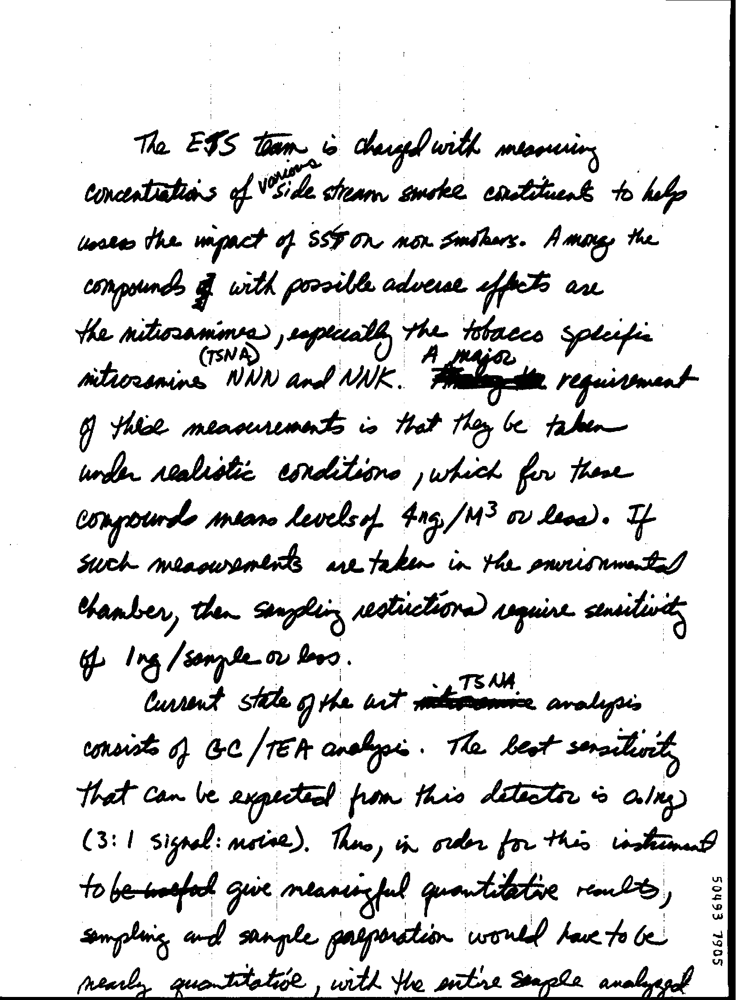 The ETS team is charged with measuring
concentrations of various side stream smoke constituents to help
assess the impact of SST on non smokers. Among the
compounds with possible adverse effects are
the nitrosamines, especially the tobacco specific
nitrosamine (TSNA) NNN and NNK. A major requirement
of these measurements is that they be taken
under realistic conditions, which for these
compounds means levels of 4ng/M³ or less. If
such measurements are taken in the environmental
chamber, then sampling restrictions require sensitivity
of 1ng/sample or less.
Current state of the art TSNA analysis
consists of GC/TEA analysis. The best sensitivity
that can be expected from this detector is 0.1ng
(3:1 signal:noise). Thus, in order for this instrument
to be useful give meaningful quantitative results,
sampling and sample preparation would have to be
nearly quantitative, with the entire sample analyzed
50493 7905